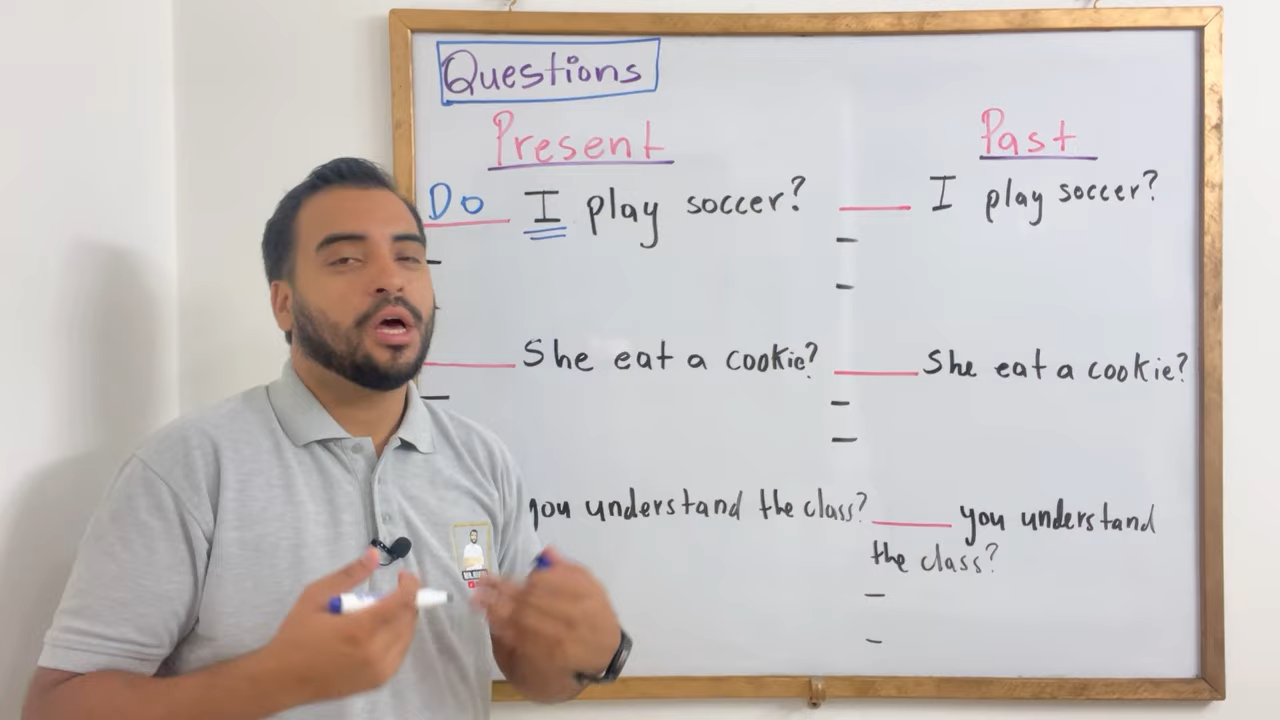 Questions
Present
Do I play soccer?
She eat a cookie?
you understand the class?
Past
I play soccer?
She eat a cookie?
you understand
the class?